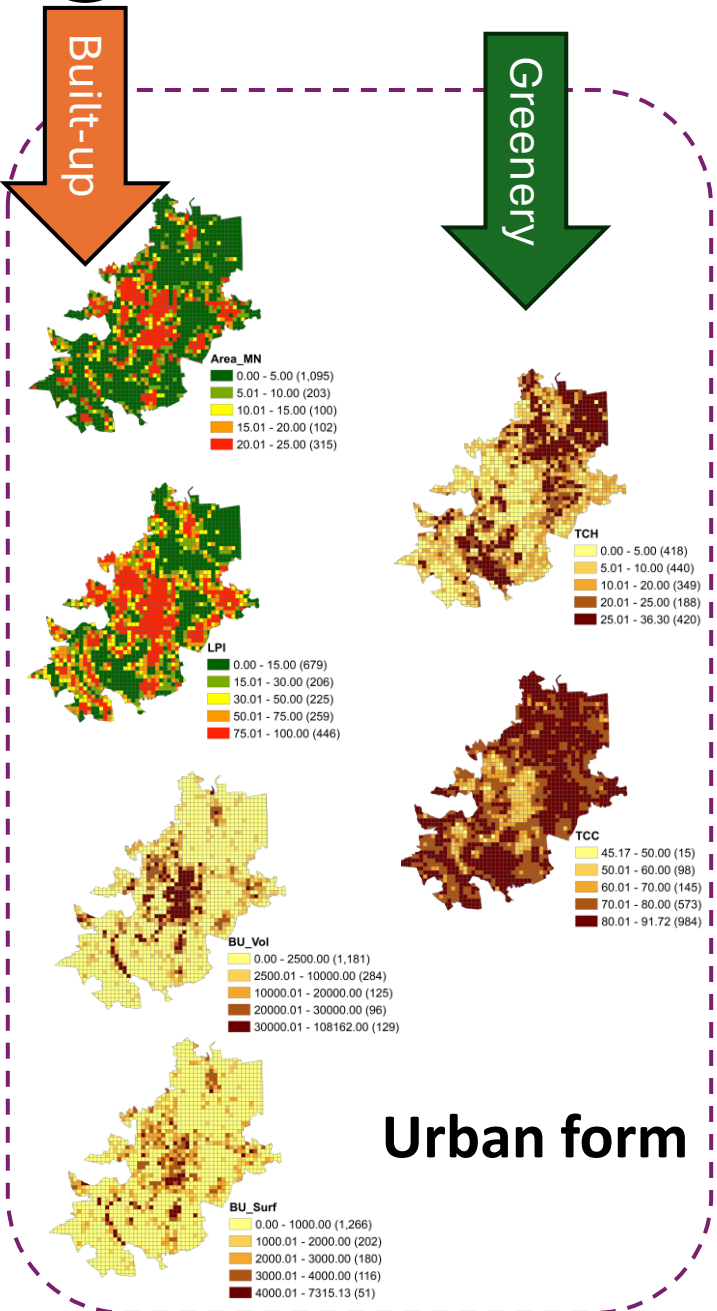 Built-up
Greenery
Area_MN
0.00 - 5.00 (1,095)
5.01 - 10.00 (203)
10.01 - 15.00 (100)
15.01 - 20.00 (102)
20.01 - 25.00 (315)
LPI
0.00 - 15.00 (679)
15.01 - 30.00 (206)
30.01 - 50.00 (225)
50.01 - 75.00 (259)
75.01 - 100.00 (446)
BU_Vol
0.00 - 2500.00 (1,181)
2500.01 - 10000.00 (284)
10000.01 - 20000.00 (125)
20000.01 - 30000.00 (96)
30000.01 - 108162.00 (129)
BU_Surf
0.00 - 1000.00 (1,266)
1000.01 - 2000.00 (202)
2000.01 - 3000.00 (180)
3000.01 - 4000.00 (116)
4000.01 - 7315.13 (51)
TCH
0.00 - 5.00 (418)
5.01 - 10.00 (440)
10.01 - 20.00 (349)
20.01 - 25.00 (188)
25.01 - 36.30 (420)
TCC
45.17 - 50.00 (15)
50.01 - 60.00 (98)
60.01 - 70.00 (145)
70.01 - 80.00 (573)
80.01 - 91.72 (984)
Urban form